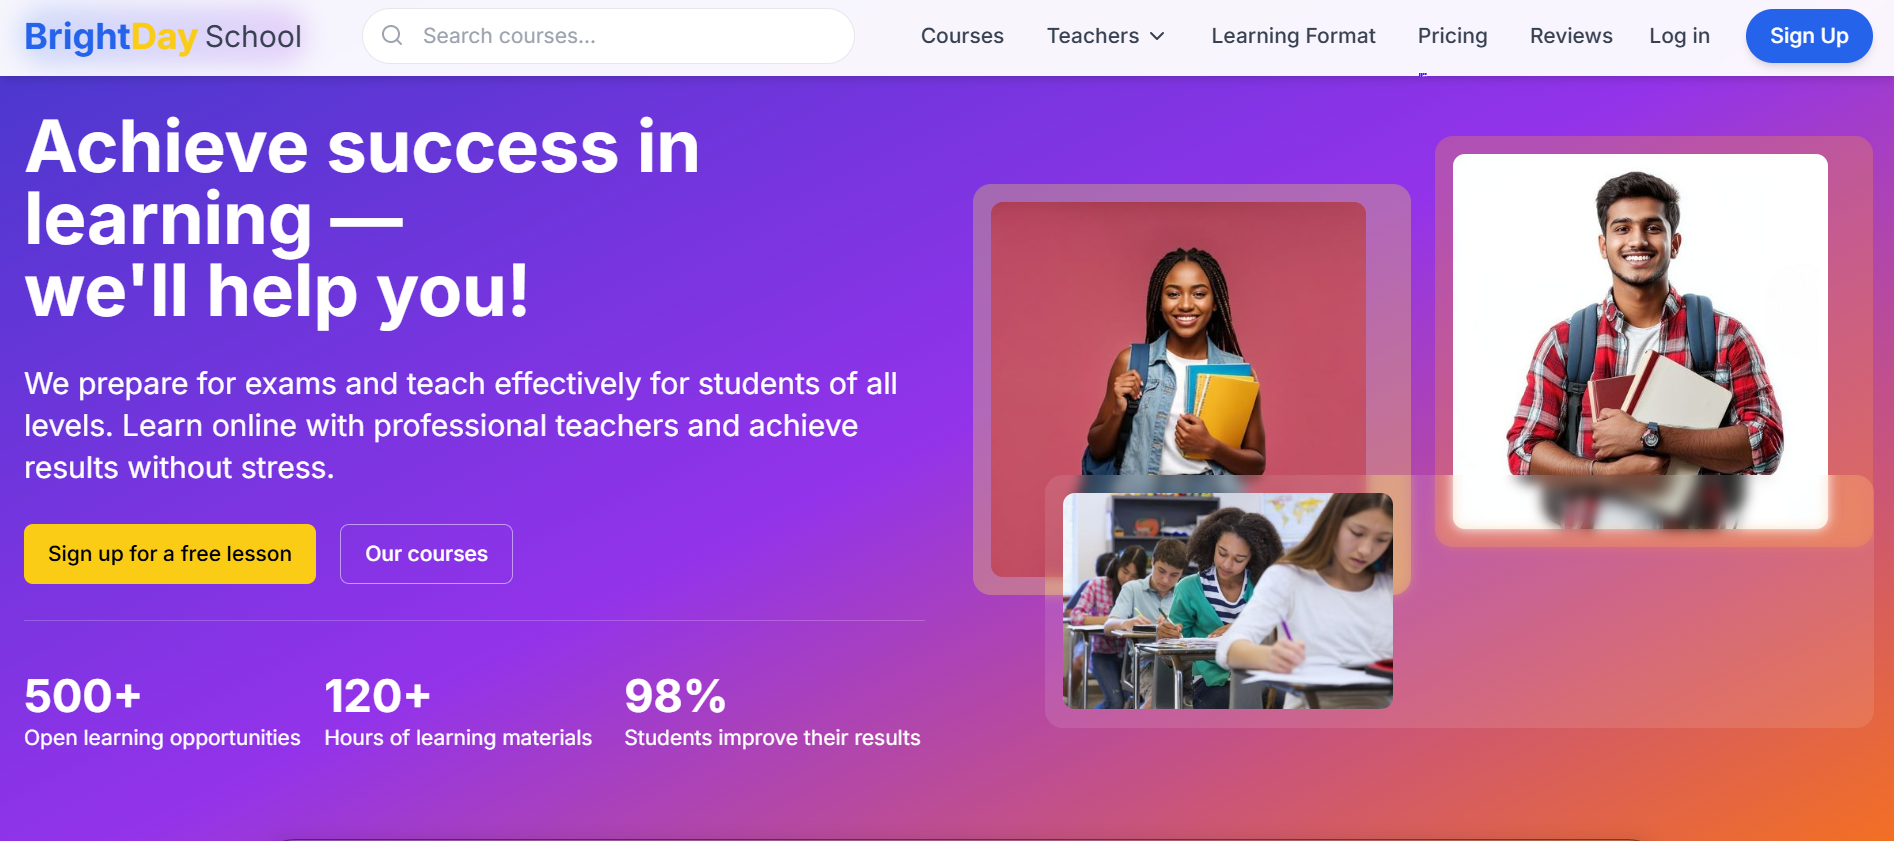 BrightDay School
Search courses...
Courses
Teachers
Learning Format
Pricing
Reviews
Log in
Sign Up
Achieve success in
learning —
we'll help you!
We prepare for exams and teach effectively for students of all
levels. Learn online with professional teachers and achieve
results without stress.
Sign up for a free lesson
Our courses
500+
Open learning opportunities
120+
Hours of learning materials
98%
Students improve their results